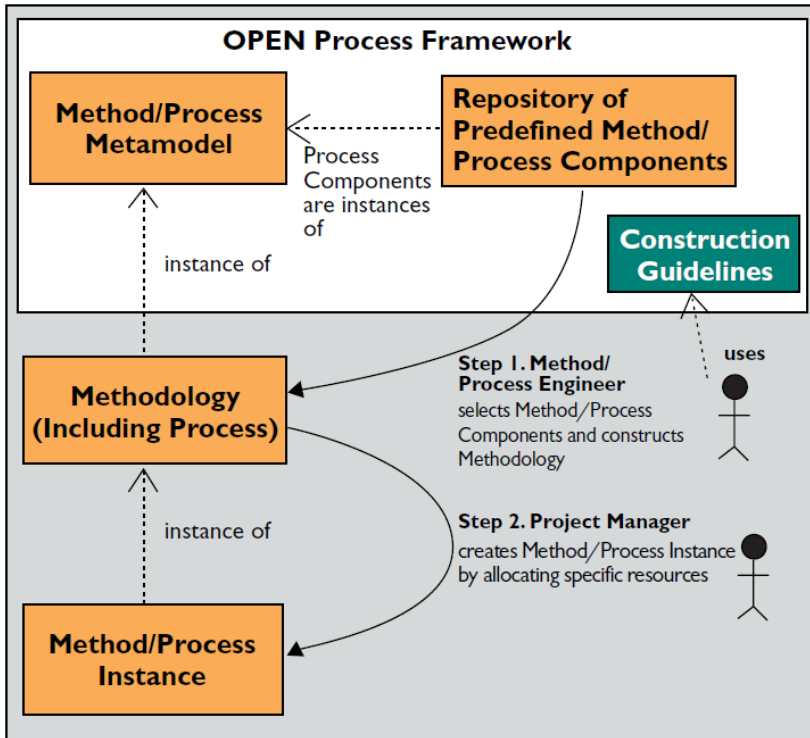 OPEN Process Framework
Method/Process
Metamodel
Repository of
Predefined Method/
Process Components
Process
Components
are instances
of
Construction
Guidelines
instance of
Methodology
(Including Process)
Step 1. Method/
Process Engineer
selects Method/Process
Components and constructs
Methodology
uses
instance of
Step 2. Project Manager
creates Method/Process Instance
by allocating specific resources
Method/Process
Instance